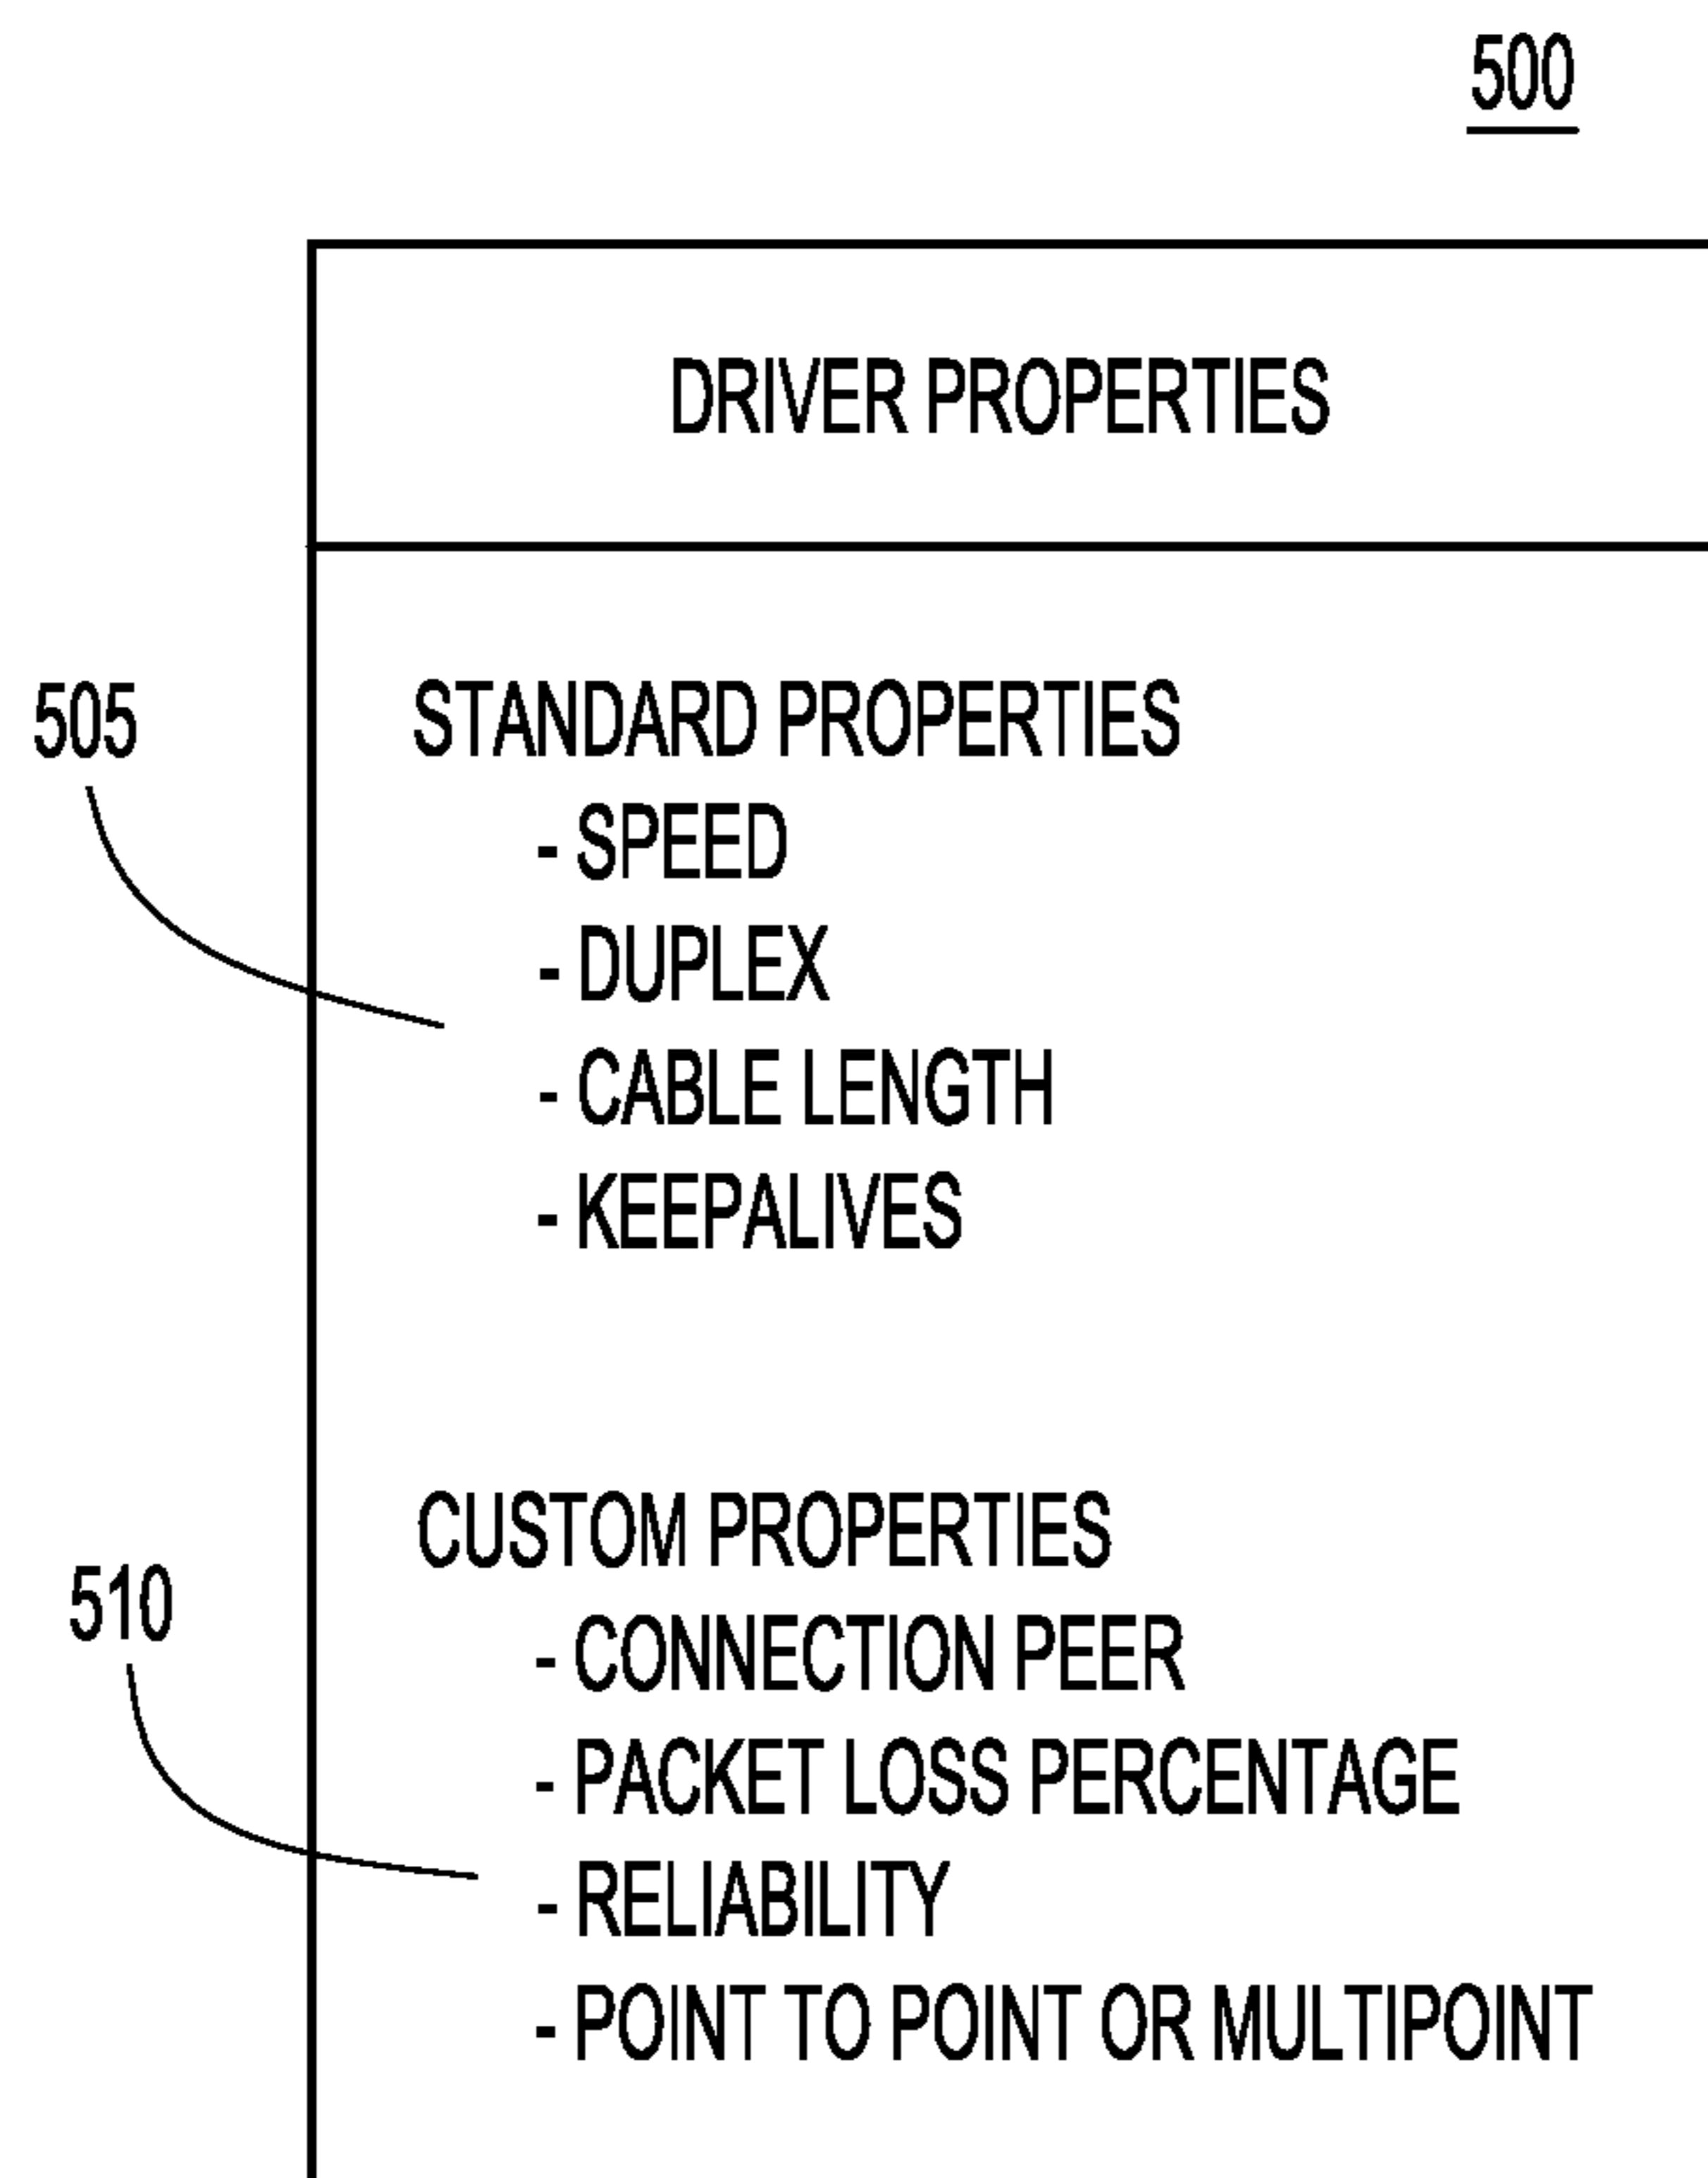 500
DRIVER PROPERTIES
505
STANDARD PROPERTIES
- SPEED
- DUPLEX
- CABLE LENGTH
- KEEPALIVES
510
CUSTOM PROPERTIES
- CONNECTION PEER
- PACKET LOSS PERCENTAGE
- RELIABILITY
- POINT TO POINT OR MULTIPOINT